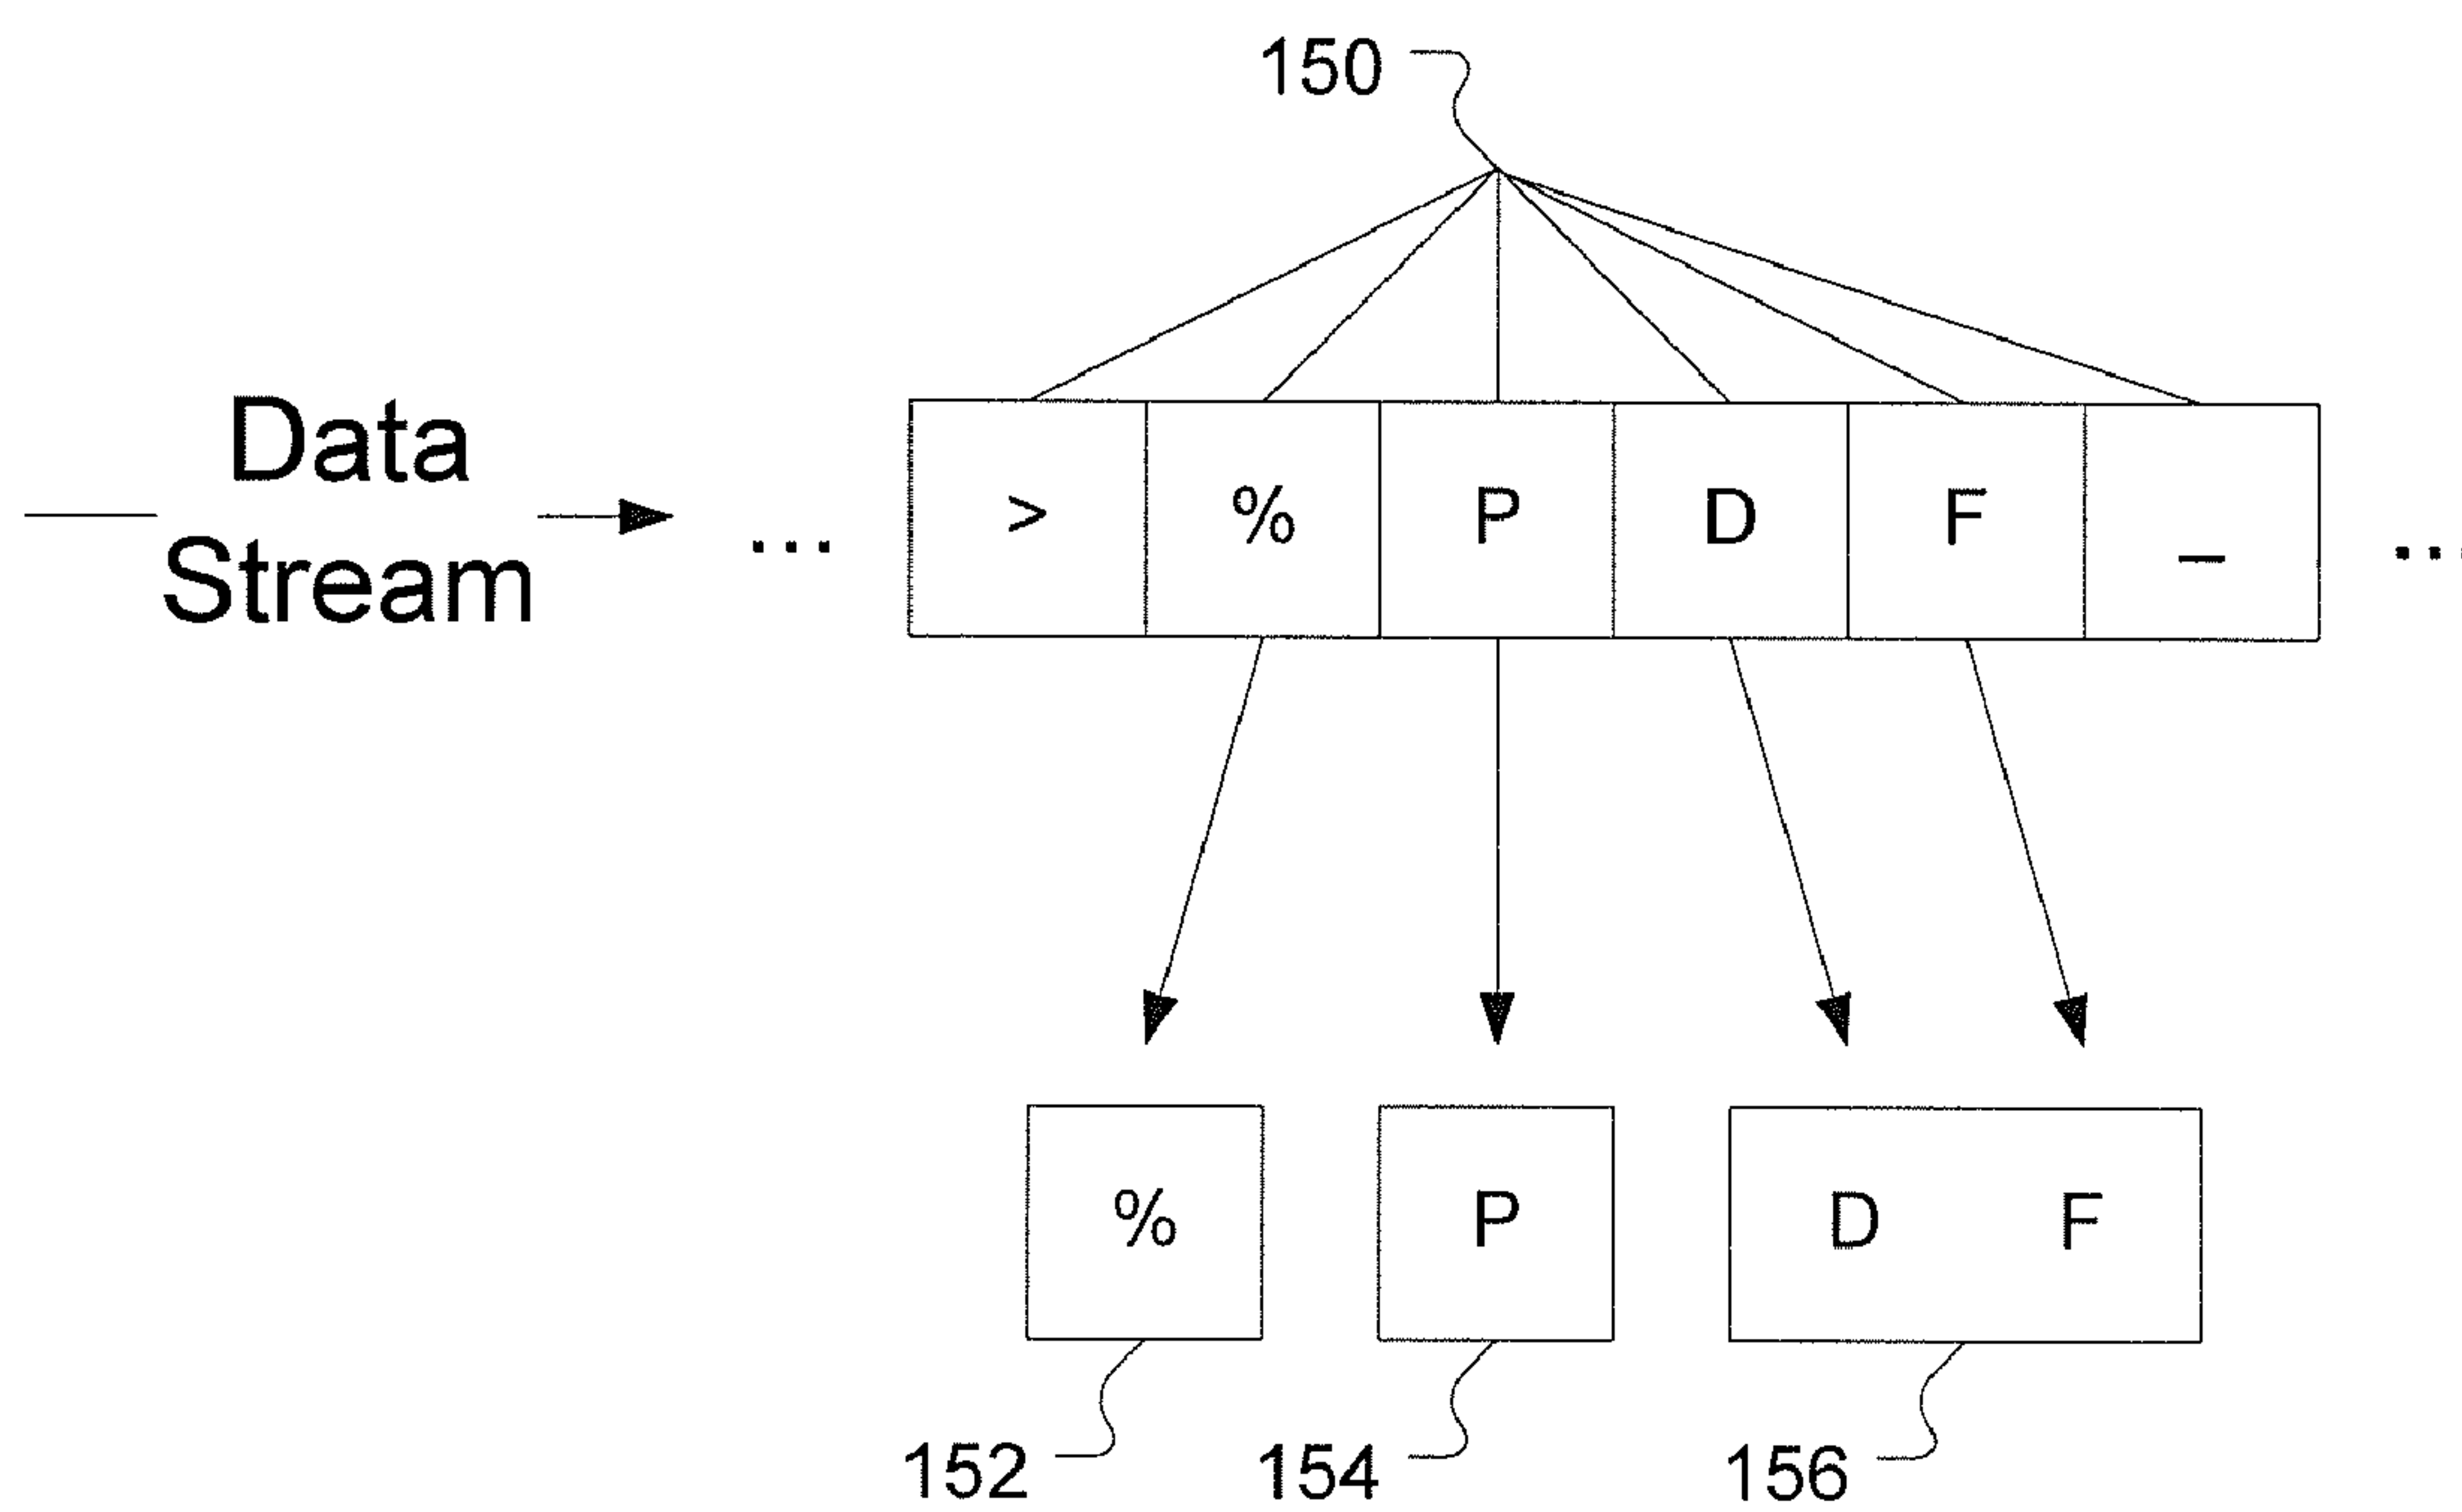 150
Data
Stream
... > % P D F _ ...
% P D F
152 154 156